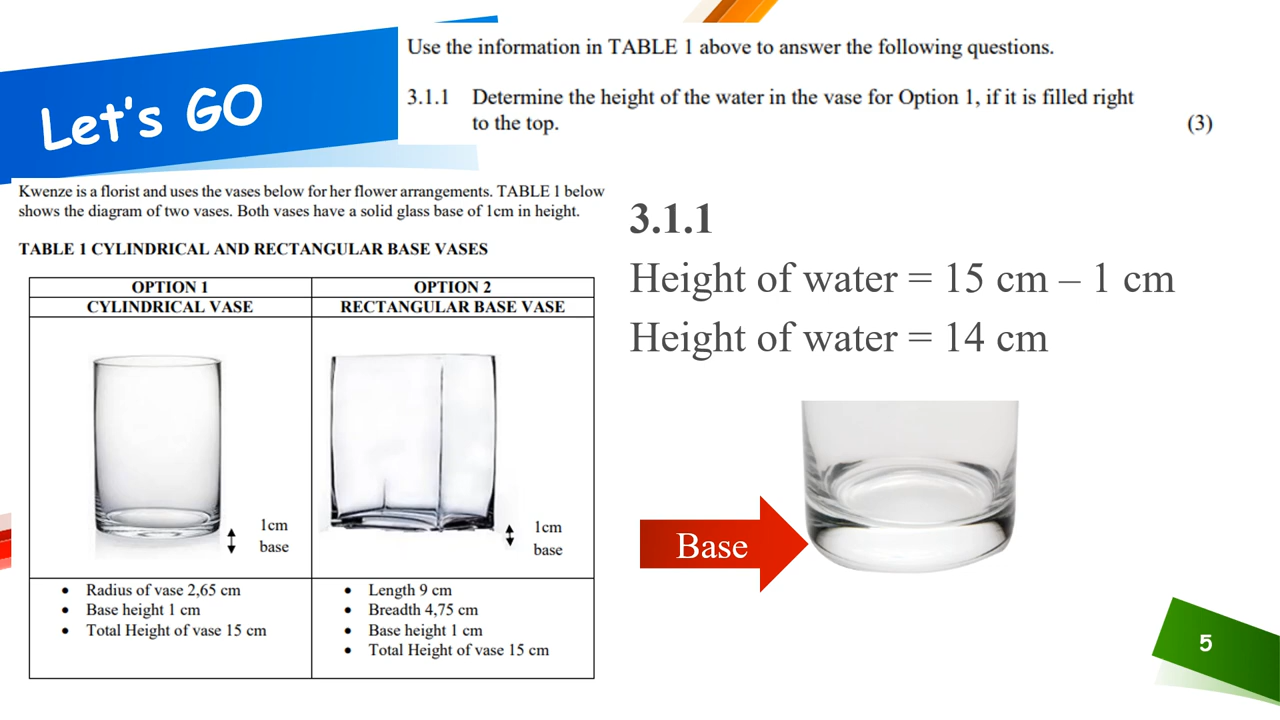 Let's GO
Use the information in TABLE 1 above to answer the following questions.
3.1.1 Determine the height of the water in the vase for Option 1, if it is filled right
to the top.
(3)
Kwenze is a florist and uses the vases below for her flower arrangements. TABLE 1 below
shows the diagram of two vases. Both vases have a solid glass base of 1cm in height.
TABLE 1 CYLINDRICAL AND RECTANGULAR BASE VASES
OPTION 1
CYLINDRICAL VASE
1cm
base
• Radius of vase 2,65 cm
• Base height 1 cm
• Total Height of vase 15 cm
OPTION 2
RECTANGULAR BASE VASE
1cm
base
• Length 9 cm
• Breadth 4,75 cm
• Base height 1 cm
• Total Height of vase 15 cm
3.1.1
Height of water = 15 cm – 1 cm
Height of water = 14 cm
Base
5